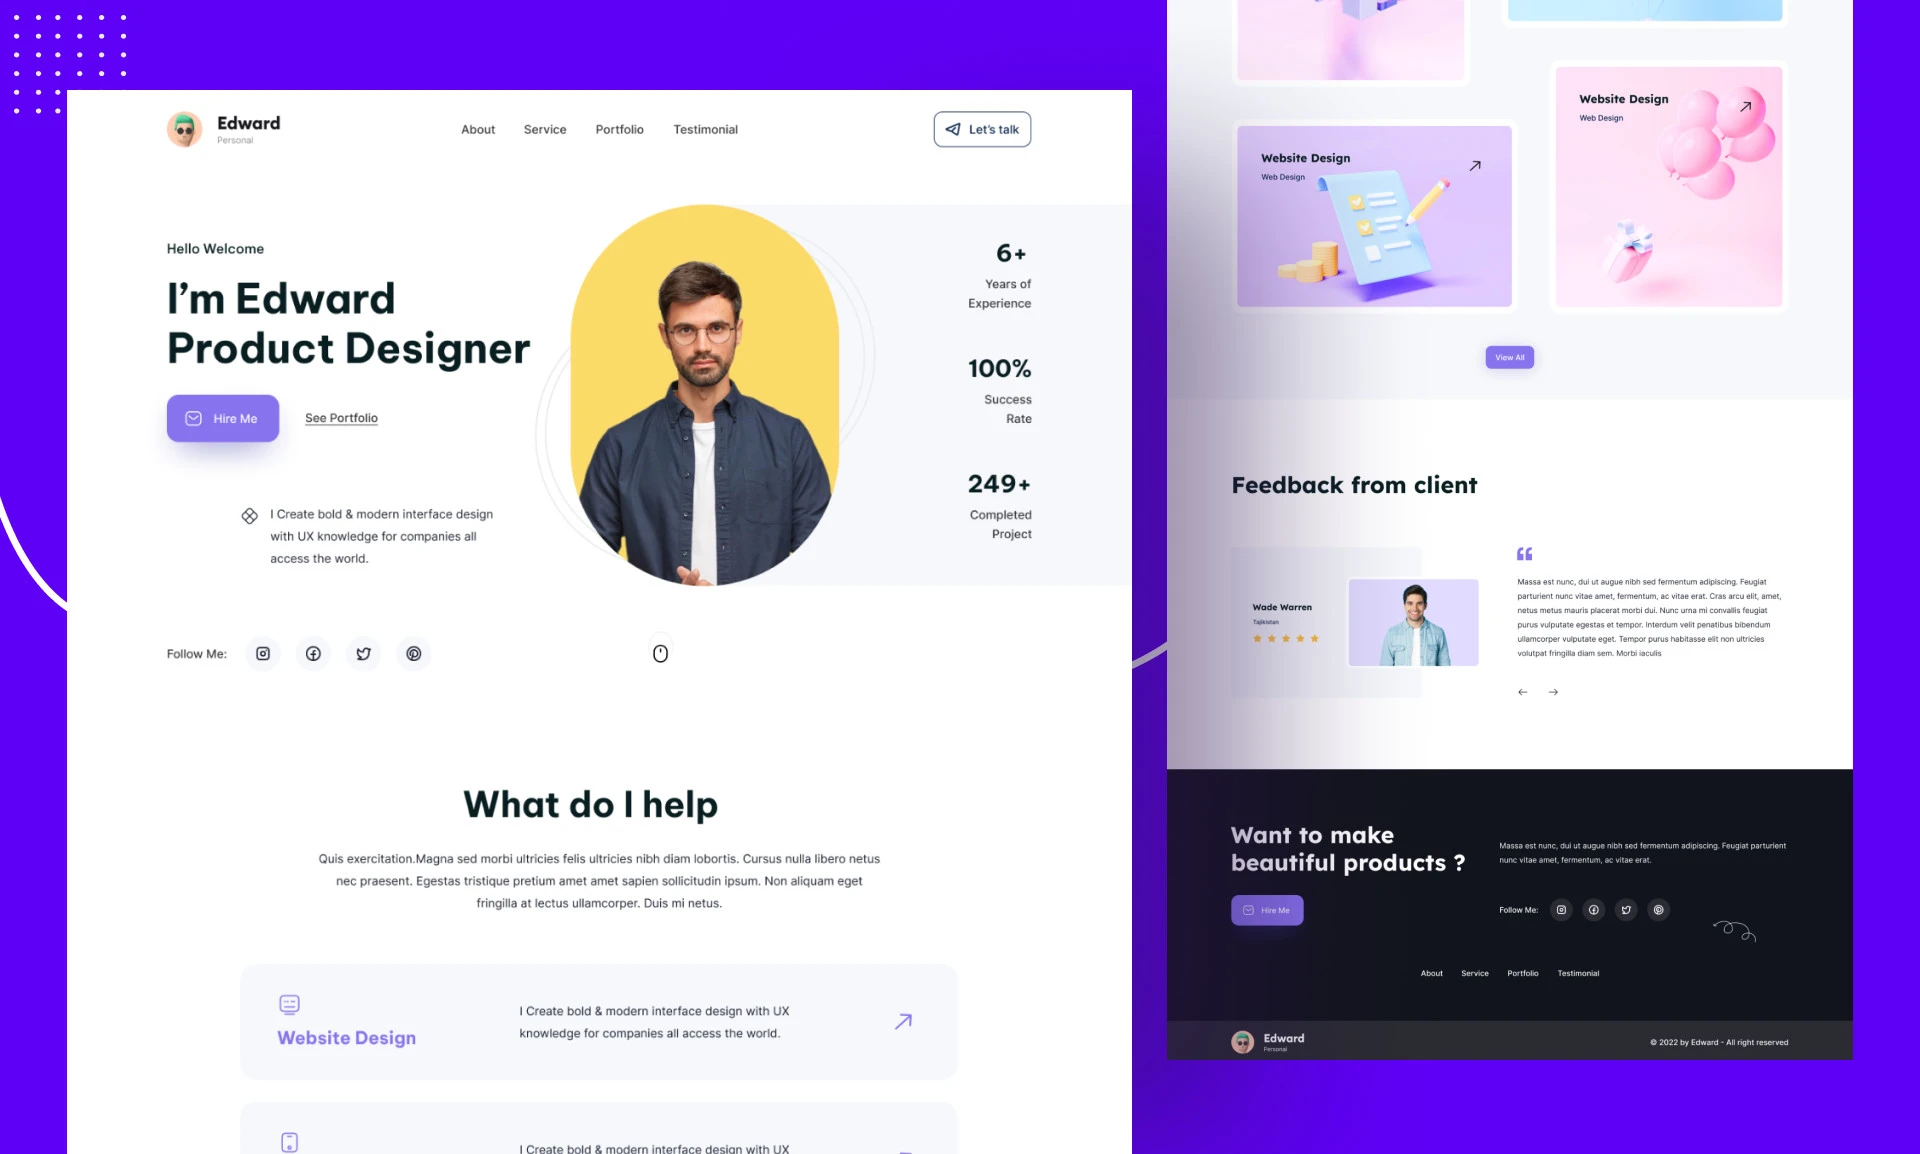 Edward
Personal
About
Service
Portfolio
Testimonial
Let's talk
Hello Welcome
I'm Edward
Product Designer
Hire Me
See Portfolio
I Create bold & modern interface design
with UX knowledge for companies all
access the world.
Follow Me:
6+
Years of
Experience
100%
Success
Rate
249+
Completed
Project
What do I help
Quis exercitation.Magna sed morbi ultricies felis ultricies nibh diam lobortis. Cursus nulla libero netus
nec praesent. Egestas tristique pretium amet amet sapien sollicitudin ipsum. Non aliquam eget
fringilla at lectus ullamcorper. Duis mi netus.
Website Design
I Create bold & modern interface design with UX
knowledge for companies all access the world.
I Create bold & modern interface design with UX
Website Design
Web Design
Website Design
Web Design
View All
Feedback from client
Wade Warren
Tajikistan
Massa est nunc, dui ut augue nibh sed fermentum adipiscing. Feugiat
parturient nunc vitae amet, fermentum, ac vitae erat. Cras arcu elit, amet,
netus metus mauris placerat morbi dui. Nunc urna mi convallis feugiat
purus vulputate egestas et tempor. Interdum velit penatibus bibendum
ullamcorper vulputate eget. Tempor purus habitasse elit non ultricies
volutpat fringilla diam sem. Morbi iaculis
Want to make
beautiful products ?
Hire Me
Massa est nunc, dui ut augue nibh sed fermentum adipiscing. Feugiat parturient
nunc vitae amet, fermentum, ac vitae erat.
Follow Me:
About
Service
Portfolio
Testimonial
Edward
Personal
© 2022 by Edward - All right reserved